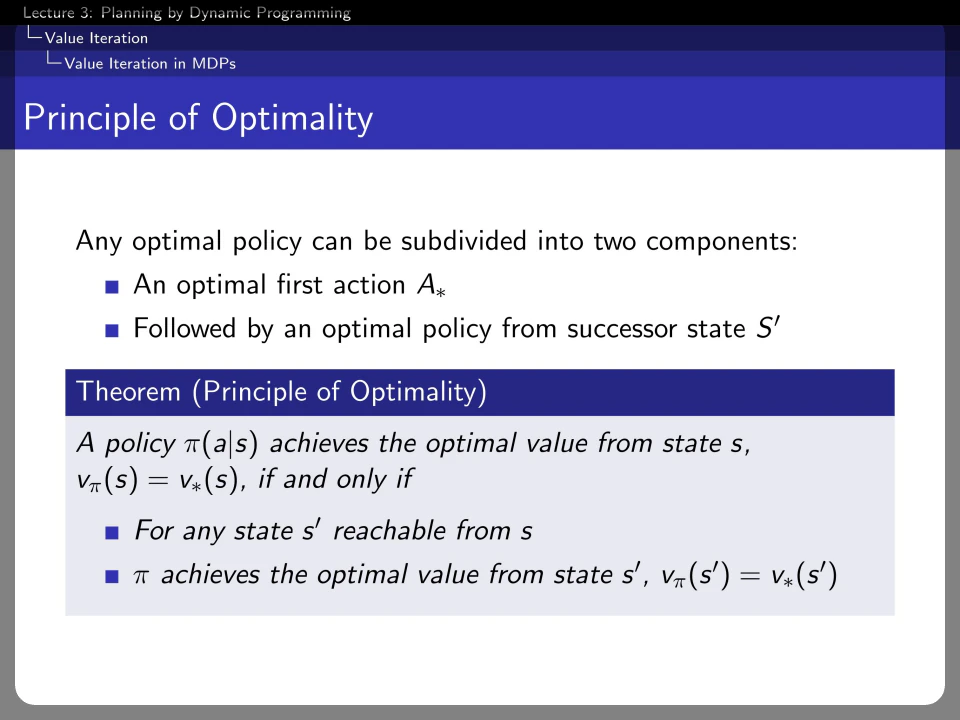 Lecture 3: Planning by Dynamic Programming
Value Iteration
Value Iteration in MDPs
Principle of Optimality
Any optimal policy can be subdivided into two components:
An optimal first action A∗
Followed by an optimal policy from successor state S′
Theorem (Principle of Optimality)
A policy π(a|s) achieves the optimal value from state s,
vπ(s) = v∗(s), if and only if
For any state s′ reachable from s
π achieves the optimal value from state s′, vπ(s′) = v∗(s′)